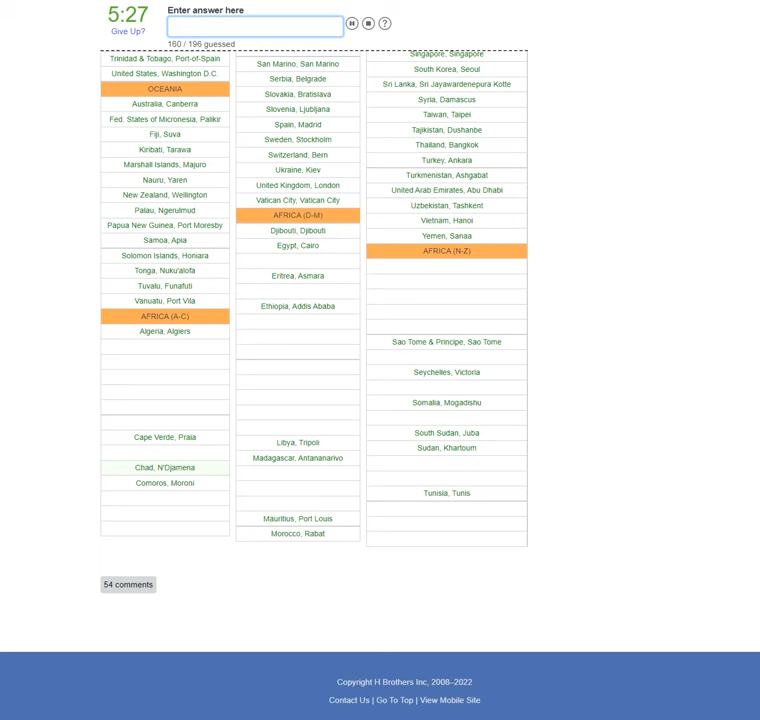 5:27
Give Up?
Enter answer here
?
160 / 196 guessed
Trinidad & Tobago, Port-of-Spain
United States, Washington D.C.
OCEANIA
Australia, Canberra
Fed. States of Micronesia, Palikir
Fiji, Suva
Kiribati, Tarawa
Marshall Islands, Majuro
Nauru, Yaren
New Zealand, Wellington
Palau, Ngerulmud
Papua New Guinea, Port Moresby
Samoa, Apia
Solomon Islands, Honiara
Tonga, Nuku'alofa
Tuvalu, Funafuti
Vanuatu, Port Vila
AFRICA (A-C)
Algeria, Algiers
Cape Verde, Praia
Chad, N'Djamena
Comoros, Moroni
San Marino, San Marino
Serbia, Belgrade
Slovakia, Bratislava
Slovenia, Ljubljana
Spain, Madrid
Sweden, Stockholm
Switzerland, Bern
Ukraine, Kiev
United Kingdom, London
Vatican City, Vatican City
AFRICA (D-M)
Djibouti, Djibouti
Egypt, Cairo
Eritrea, Asmara
Ethiopia, Addis Ababa
Libya, Tripoli
Madagascar, Antananarivo
Mauritius, Port Louis
Morocco, Rabat
Singapore, Singapore
South Korea, Seoul
Sri Lanka, Sri Jayawardenepura Kotte
Syria, Damascus
Taiwan, Taipei
Tajikistan, Dushanbe
Thailand, Bangkok
Turkey, Ankara
Turkmenistan, Ashgabat
United Arab Emirates, Abu Dhabi
Uzbekistan, Tashkent
Vietnam, Hanoi
Yemen, Sanaa
AFRICA (N-Z)
Sao Tome & Principe, Sao Tome
Seychelles, Victoria
Somalia, Mogadishu
South Sudan, Juba
Sudan, Khartoum
Tunisia, Tunis
54 comments
Copyright H Brothers Inc, 2008–2022
Contact Us | Go To Top | View Mobile Site